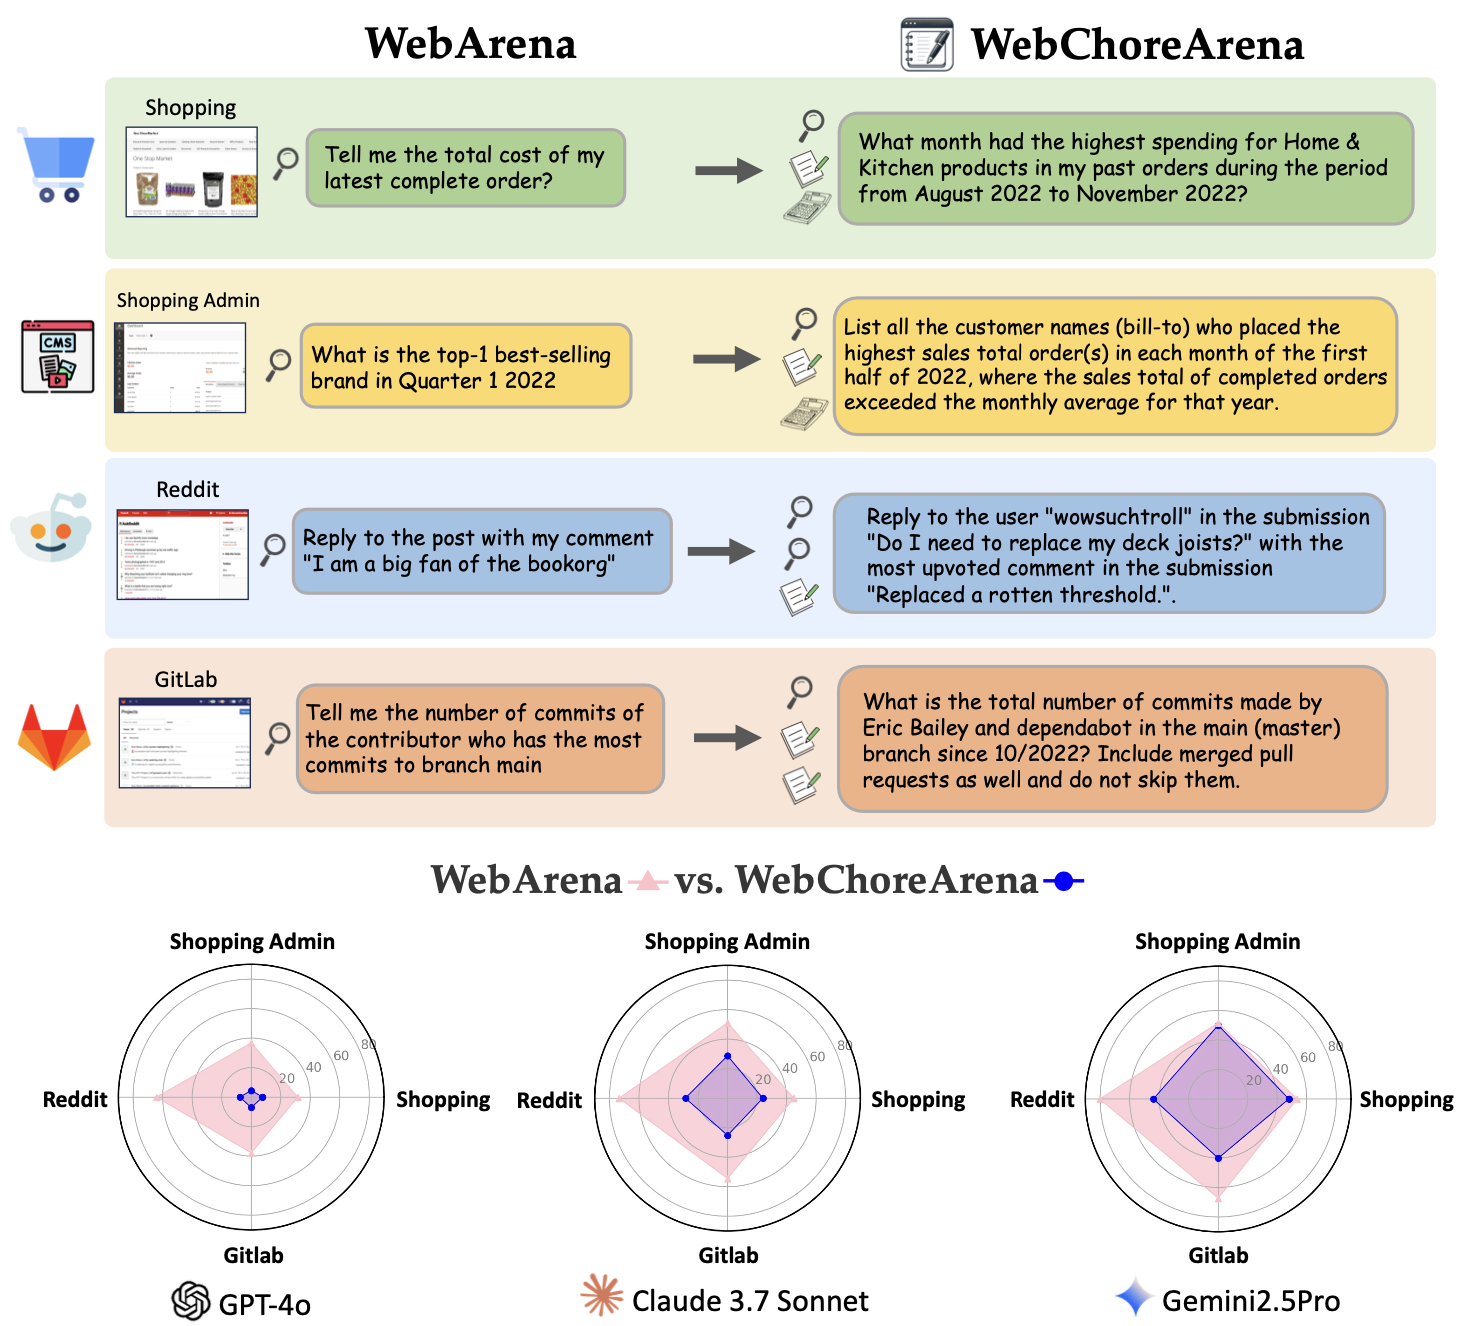 WebArena
WebChoreArena
Shopping
One Stop Market
Tell me the total cost of my
latest complete order?
What month had the highest spending for Home &
Kitchen products in my past orders during the period
from August 2022 to November 2022?
Shopping Admin
CMS
What is the top-1 best-selling
brand in Quarter 1 2022
List all the customer names (bill-to) who placed the
highest sales total order(s) in each month of the first
half of 2022, where the sales total of completed orders
exceeded the monthly average for that year.
Reddit
Reply to the post with my comment
"I am a big fan of the bookorg"
Reply to the user "wowsuchtroll" in the submission
"Do I need to replace my deck joists?" with the
most upvoted comment in the submission
"Replaced a rotten threshold.".
GitLab
Projects
Tell me the number of commits of
the contributor who has the most
commits to branch main
What is the total number of commits made by
Eric Bailey and dependabot in the main (master)
branch since 10/2022? Include merged pull
requests as well and do not skip them.
WebArena vs. WebChoreArena
Shopping Admin
80
60
40
20
Reddit
Shopping
Gitlab
GPT-4o
Shopping Admin
80
60
40
20
Reddit
Shopping
Gitlab
Claude 3.7 Sonnet
Shopping Admin
80
60
40
20
Reddit
Shopping
Gitlab
Gemini2.5Pro